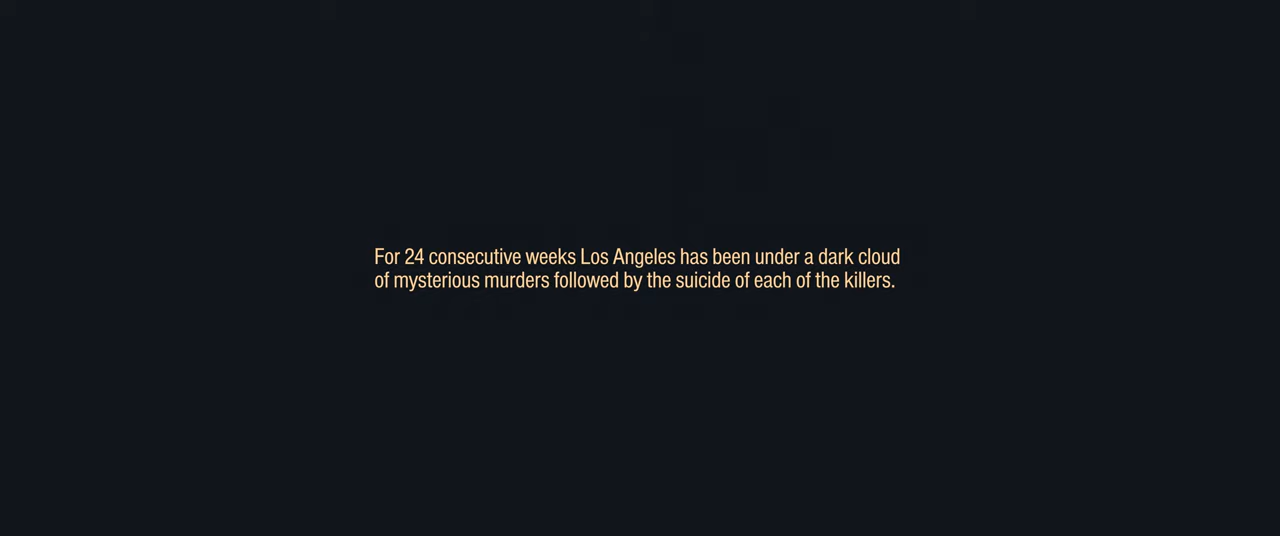 For 24 consecutive weeks Los Angeles has been under a dark cloud
of mysterious murders followed by the suicide of each of the killers.